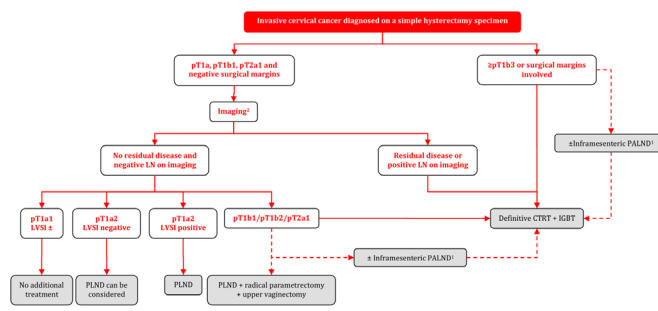 Invasive cervical cancer diagnosed on a simple hysterectomy specimen
pT1a, pT1b1, pT2a1 and
negative surgical margins
≥pT1b3 or surgical margins
involved
Imaging²
±Inframesenteric PALND¹
No residual disease and
negative LN on imaging
Residual disease or
positive LN on imaging
pT1a1
LVSI ±
pT1a2
LVSI negative
pT1a2
LVSI positive
pT1b1/pT1b2/pT2a1
Definitive CTRT + IGBT
± Inframesenteric PALND¹
No additional
treatment
PLND can be
considered
PLND
PLND + radical parametrectomy
+ upper vaginectomy